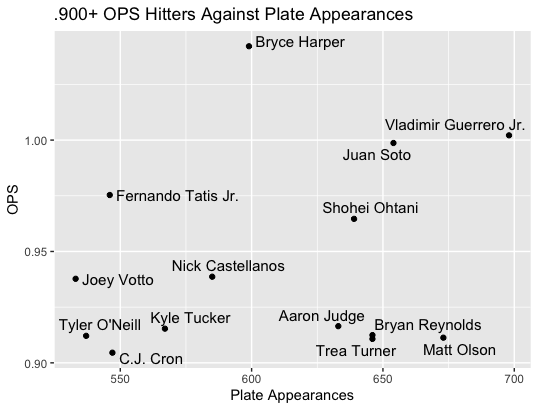 .900+ OPS Hitters Against Plate Appearances
Bryce Harper
Vladimir Guerrero Jr.
1.00
Juan Soto
Fernando Tatis Jr.
Shohei Ohtani
OPS
0.95
Nick Castellanos
Joey Votto
Tyler O'Neill
Kyle Tucker
Aaron Judge
Bryan Reynolds
C.J. Cron
Trea Turner
Matt Olson
0.90
550
600
650
700
Plate Appearances